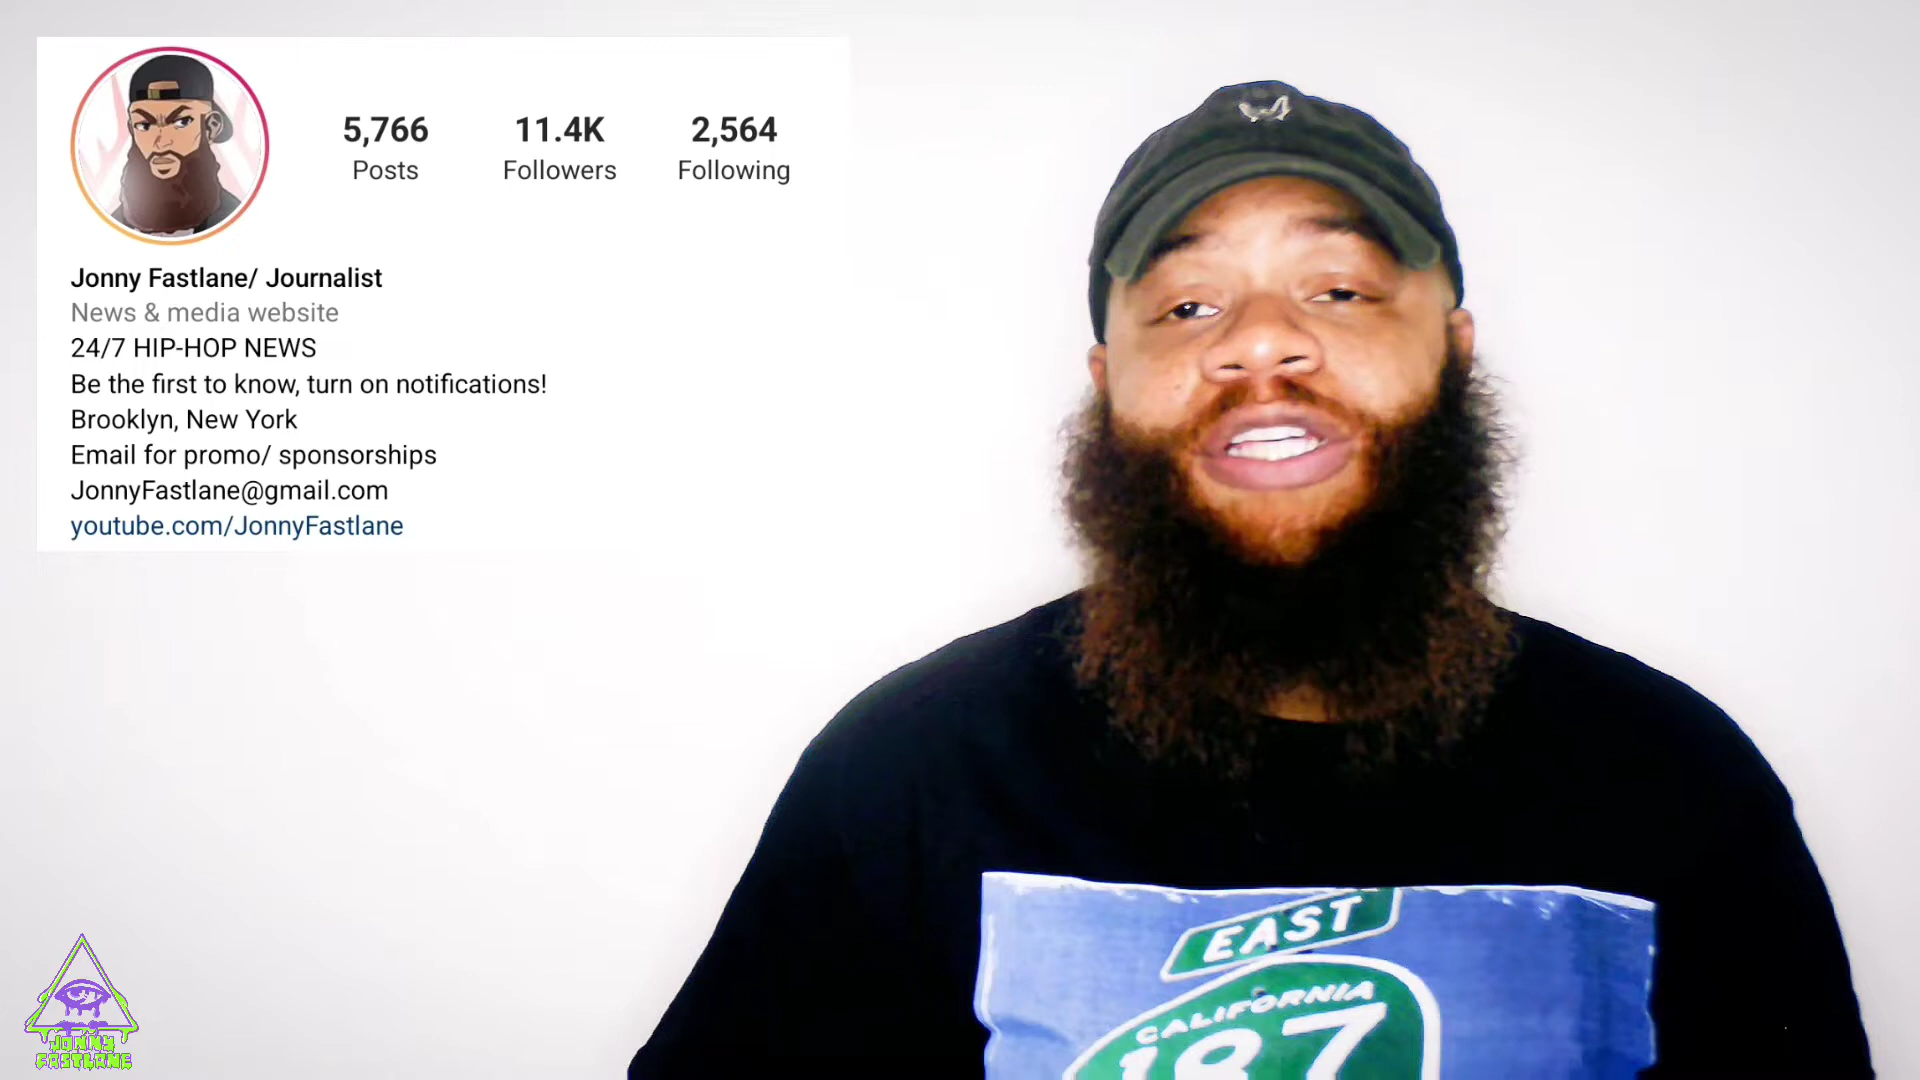 5,766 11.4K 2,564
Posts Followers Following
Jonny Fastlane/ Journalist
News & media website
24/7 HIP-HOP NEWS
Be the first to know, turn on notifications!
Brooklyn, New York
Email for promo/ sponsorships
JonnyFastlane@gmail.com
youtube.com/JonnyFastlane
EAST
CALIFORNIA
187
JONNY
FASTLANE